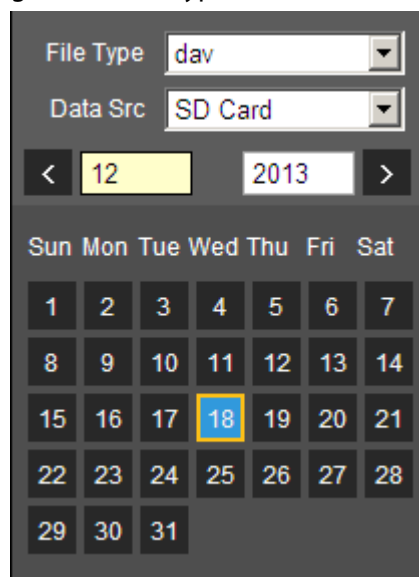 File Type dav
Data Src SD Card
< 12 2013 >
Sun Mon Tue Wed Thu Fri Sat
1 2 3 4 5 6 7
8 9 10 11 12 13 14
15 16 17 18 19 20 21
22 23 24 25 26 27 28
29 30 31